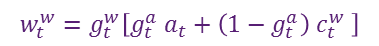 $w_t^w = g_t^w [ g_t^a \, a_t + (1 - g_t^a) \, c_t^w \, ]$